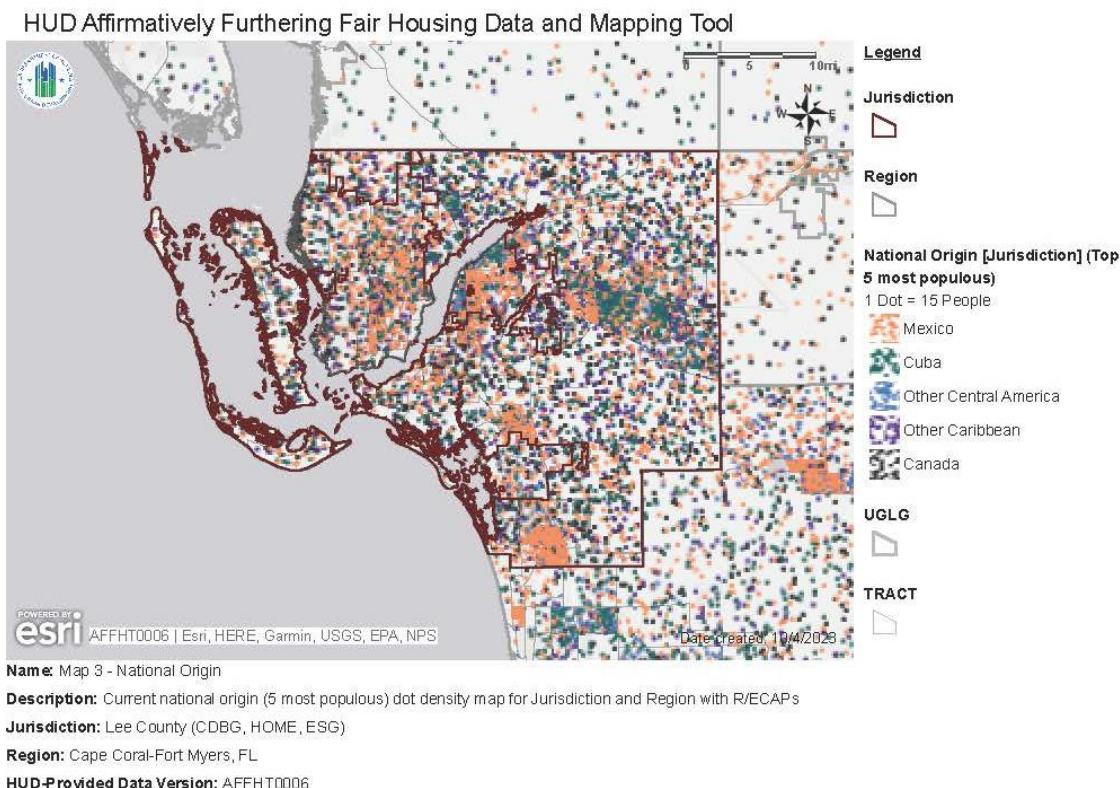 HUD Affirmatively Furthering Fair Housing Data and Mapping Tool
0 5 10mi
N
W E
S
Legend
Jurisdiction
Region
National Origin [Jurisdiction] (Top
5 most populous)
1 Dot = 15 People
Mexico
Cuba
Other Central America
Other Caribbean
Canada
UGLG
TRACT
POWERED BY
esri
AFFHT0006 | Esri, HERE, Garmin, USGS, EPA, NPS
Date created: 10/4/2023
Name: Map 3 - National Origin
Description: Current national origin (5 most populous) dot density map for Jurisdiction and Region with R/ECAPs
Jurisdiction: Lee County (CDBG, HOME, ESG)
Region: Cape Coral-Fort Myers, FL
HUD-Provided Data Version: AFFHT0006